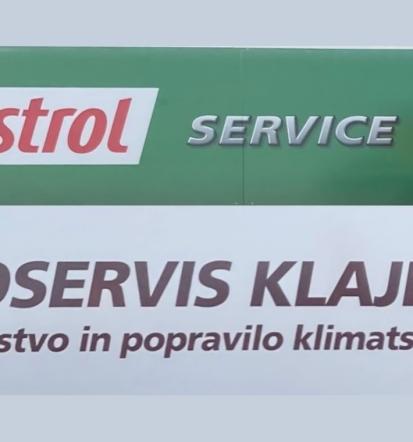 strol SERVICE
OSERVIS KLAJ
stvo in popravilo klimats